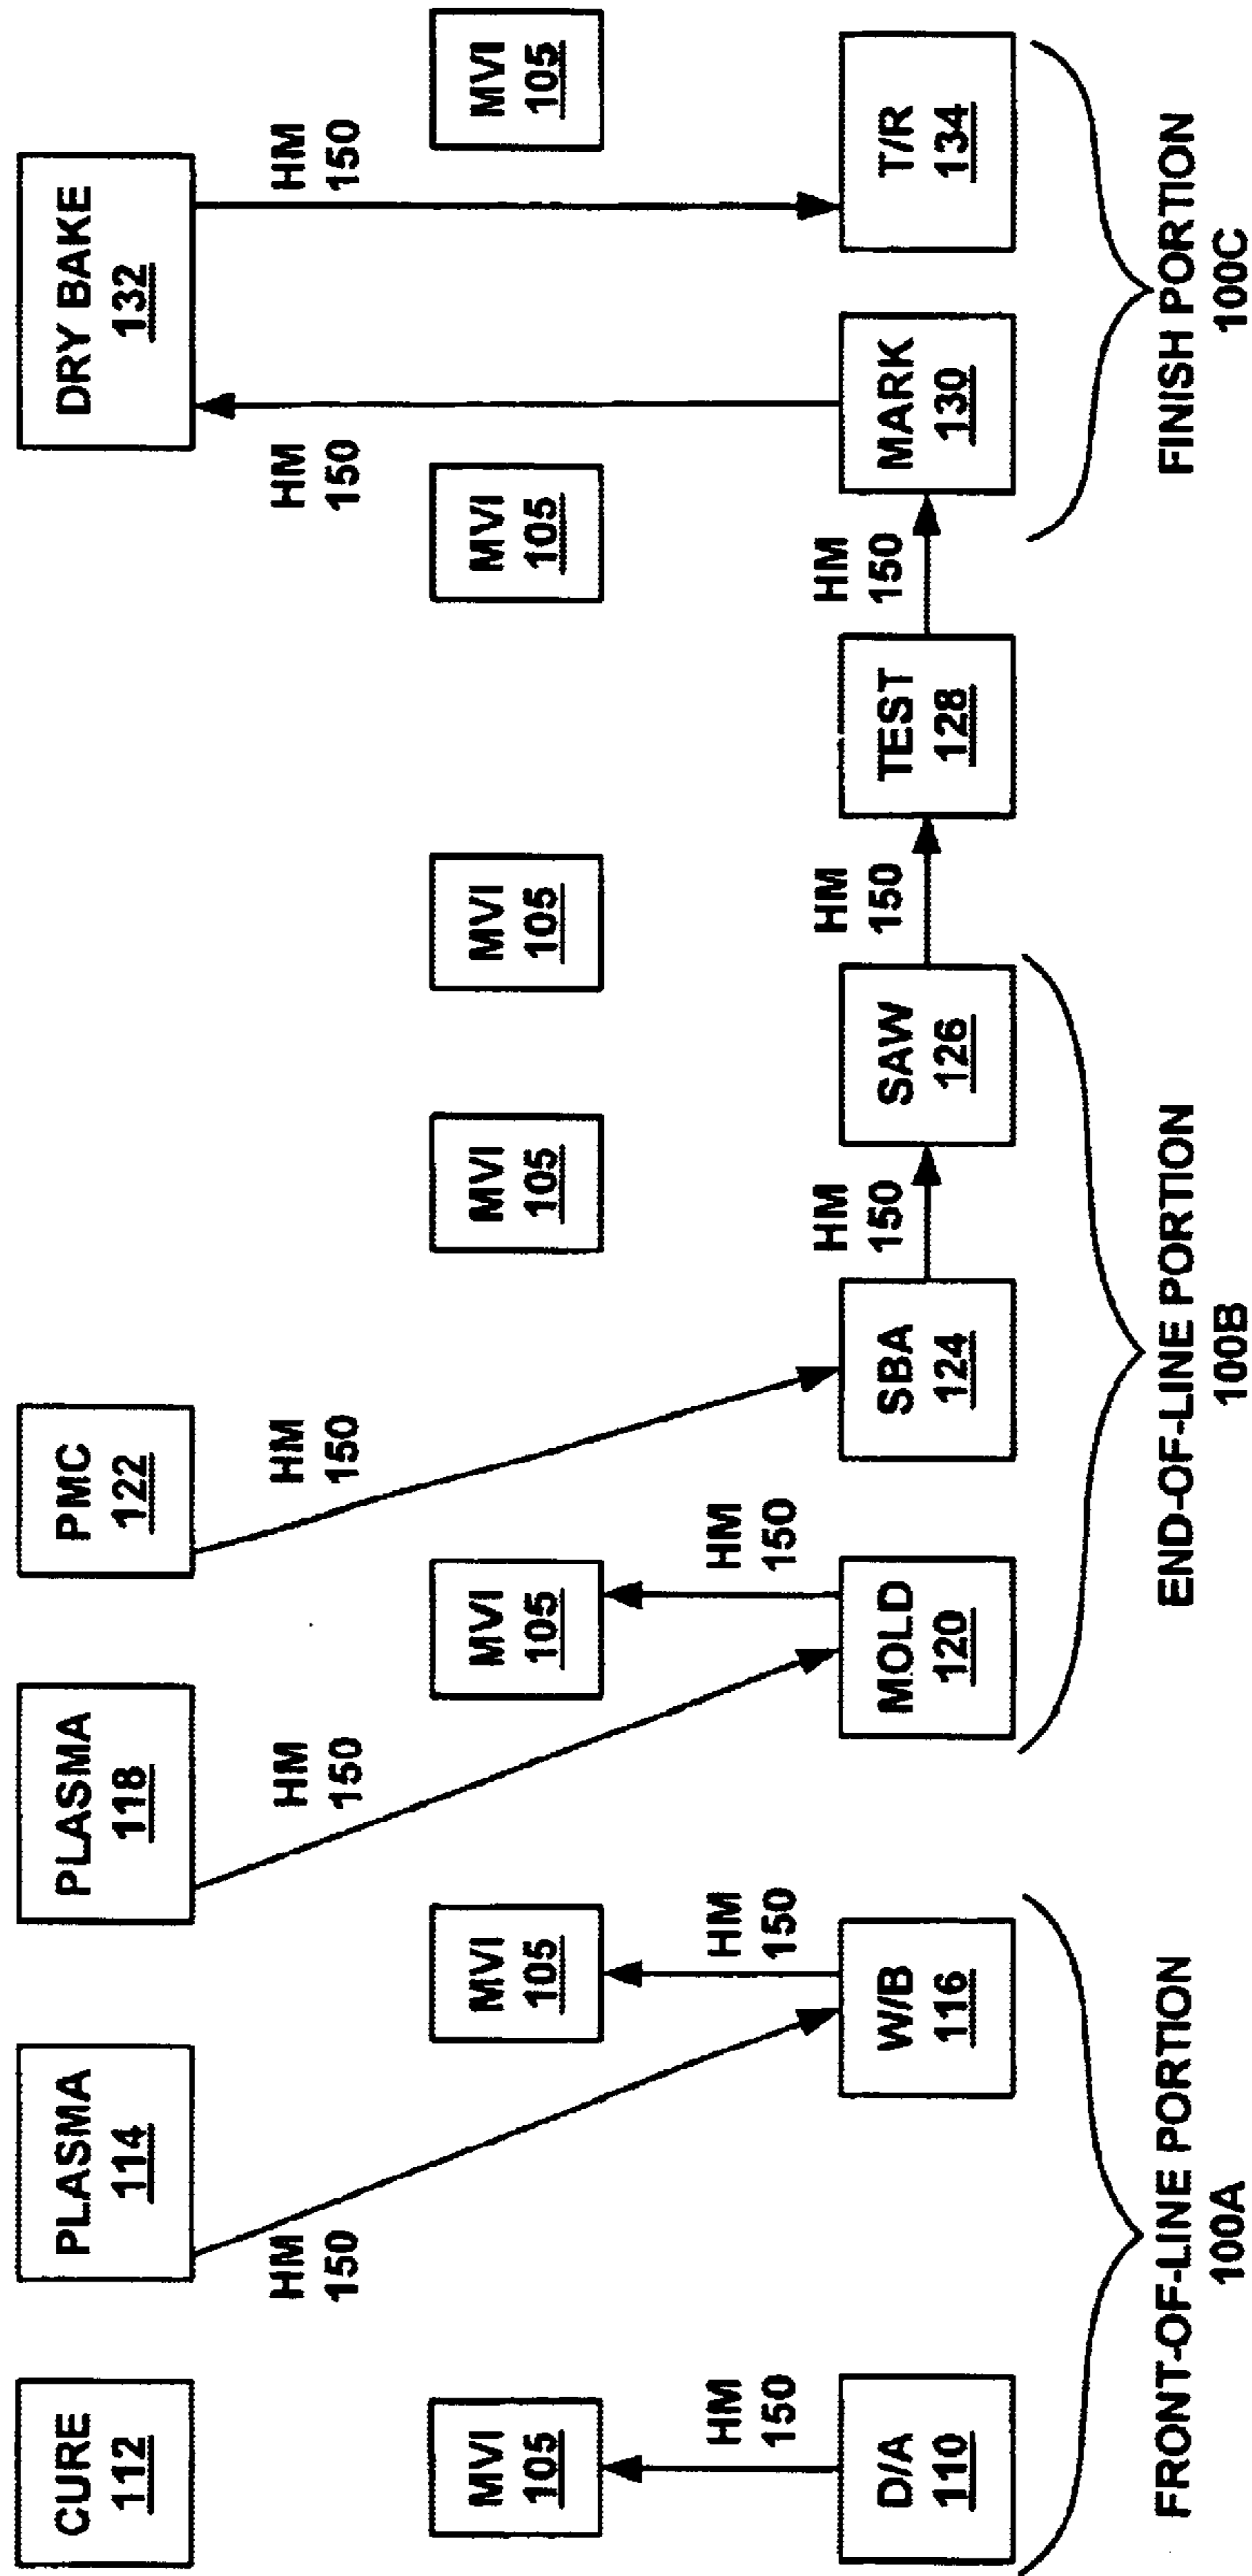 CURE
112
PLASMA
114
PLASMA
118
PMC
122
DRY BAKE
132
HM
150
HM
150
HM
150
HM
150
HM
150
MVI
105
MVI
105
MVI
105
MVI
105
MVI
105
MVI
105
MVI
105
HM
150
HM
150
HM
150
HM
150
HM
150
HM
150
D/A
110
W/B
116
MOLD
120
SBA
124
SAW
126
TEST
128
MARK
130
T/R
134
FRONT-OF-LINE PORTION
100A
END-OF-LINE PORTION
100B
FINISH PORTION
100C